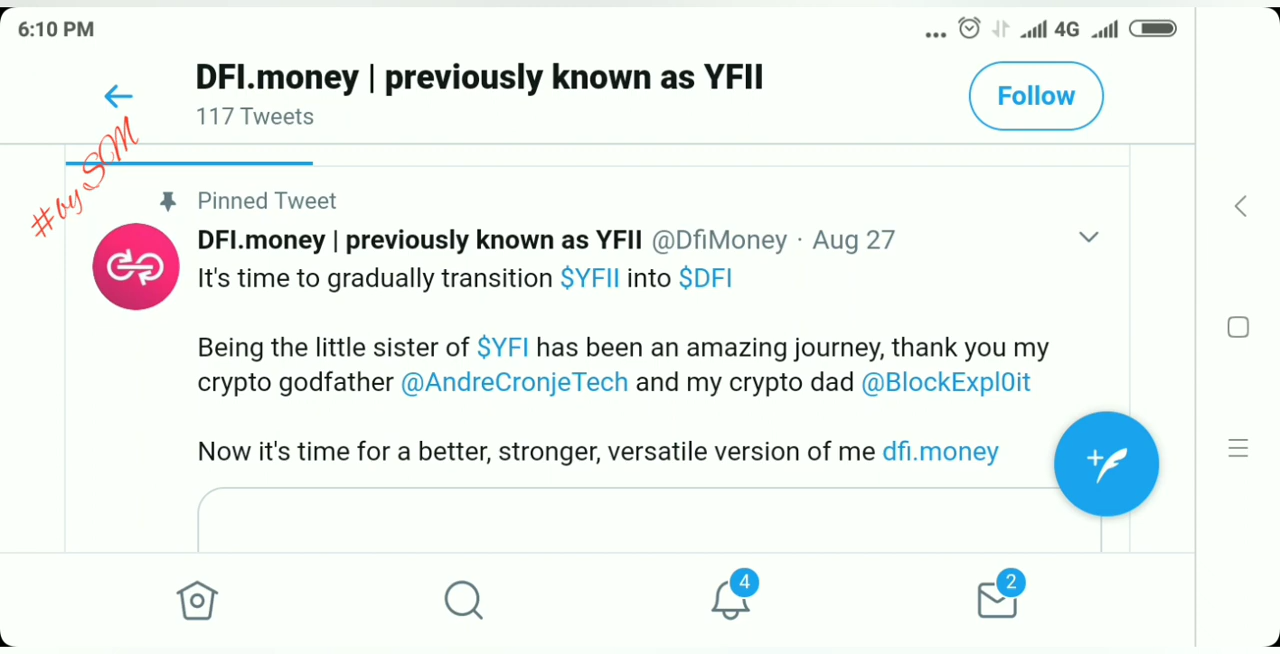 6:10 PM
4G
DFI.money | previously known as YFII
117 Tweets
Follow
#by SOM
Pinned Tweet
DFI.money | previously known as YFII @DfiMoney · Aug 27
It's time to gradually transition $YFII into $DFI
Being the little sister of $YFI has been an amazing journey, thank you my
crypto godfather @AndreCronjeTech and my crypto dad @BlockExpl0it
Now it's time for a better, stronger, versatile version of me dfi.money
4
2